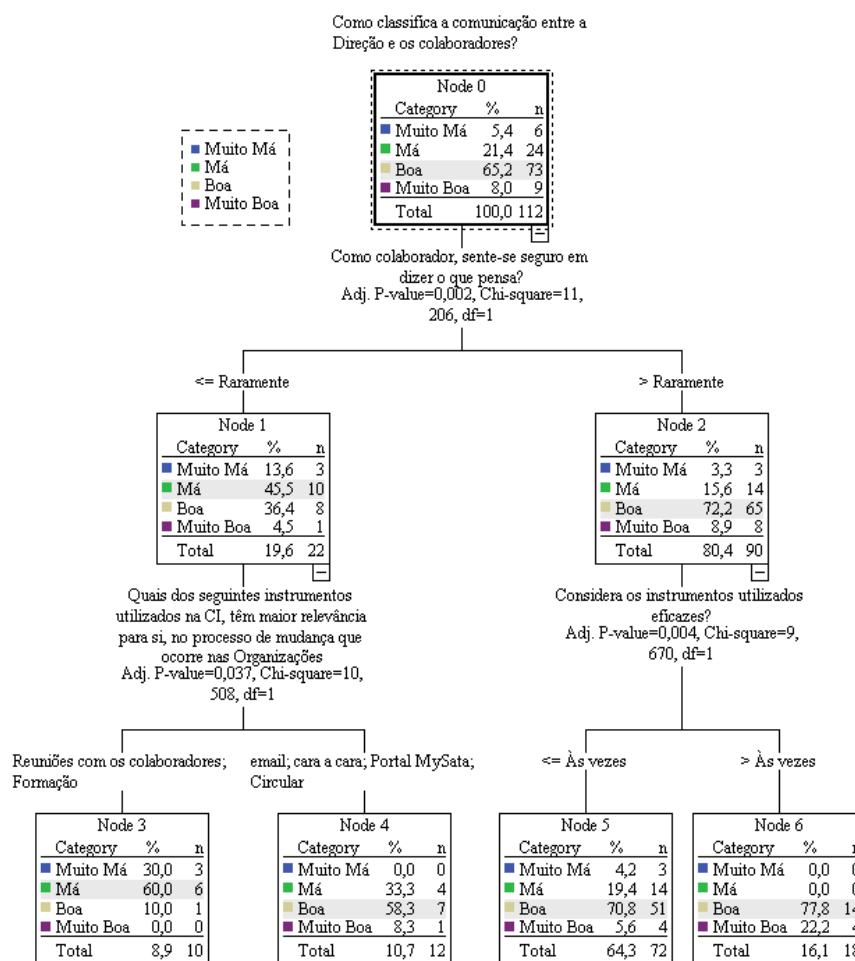 Como classifica a comunicação entre a
Direção e os colaboradores?
Node 0
Category % n
Muito Má 5,4 6
Má 21,4 24
Boa 65,2 73
Muito Boa 8,0 9
Total 100,0 112
Muito Má
Má
Boa
Muito Boa
Como colaborador, sente-se seguro em
dizer o que pensa?
Adj. P-value=0,002, Chi-square=11,
206, df=1
<= Raramente
> Raramente
Node 1
Category % n
Muito Má 13,6 3
Má 45,5 10
Boa 36,4 8
Muito Boa 4,5 1
Total 19,6 22
Node 2
Category % n
Muito Má 3,3 3
Má 15,6 14
Boa 72,2 65
Muito Boa 8,9 8
Total 80,4 90
Quais dos seguintes instrumentos
utilizados na CI, têm maior relevância
para si, no processo de mudança que
ocorre nas Organizações
Adj. P-value=0,037, Chi-square=10,
508, df=1
Considera os instrumentos utilizados
eficazes?
Adj. P-value=0,004, Chi-square=9,
670, df=1
Reuniões com os colaboradores;
Formação
email; cara a cara; Portal MySata;
Circular
<= Às vezes
> Às vezes
Node 3
Category % n
Muito Má 30,0 3
Má 60,0 6
Boa 10,0 1
Muito Boa 0,0 0
Total 8,9 10
Node 4
Category % n
Muito Má 0,0 0
Má 33,3 4
Boa 58,3 7
Muito Boa 8,3 1
Total 10,7 12
Node 5
Category % n
Muito Má 4,2 3
Má 19,4 14
Boa 70,8 51
Muito Boa 5,6 4
Total 64,3 72
Node 6
Category % n
Muito Má 0,0 0
Má 0,0 0
Boa 77,8 14
Muito Boa 22,2 4
Total 16,1 18